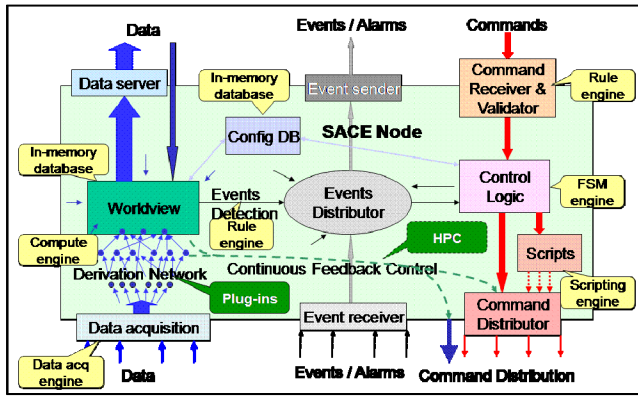 Data
Events / Alarms
Commands
Data server
In-memory
database
Event sender
Command
Receiver &
Validator
Rule
engine
Config DB
SACE Node
In-memory
database
Worldview
Events
Detection
Rule
engine
Events
Distributor
Control
Logic
FSM
engine
Compute
engine
HPC
Scripts
Derivation Network
Continuous Feedback Control
Plug-ins
Scripting
engine
Data acquisition
Event receiver
Command
Distributor
Data acq
engine
Data
Events / Alarms
Command Distribution